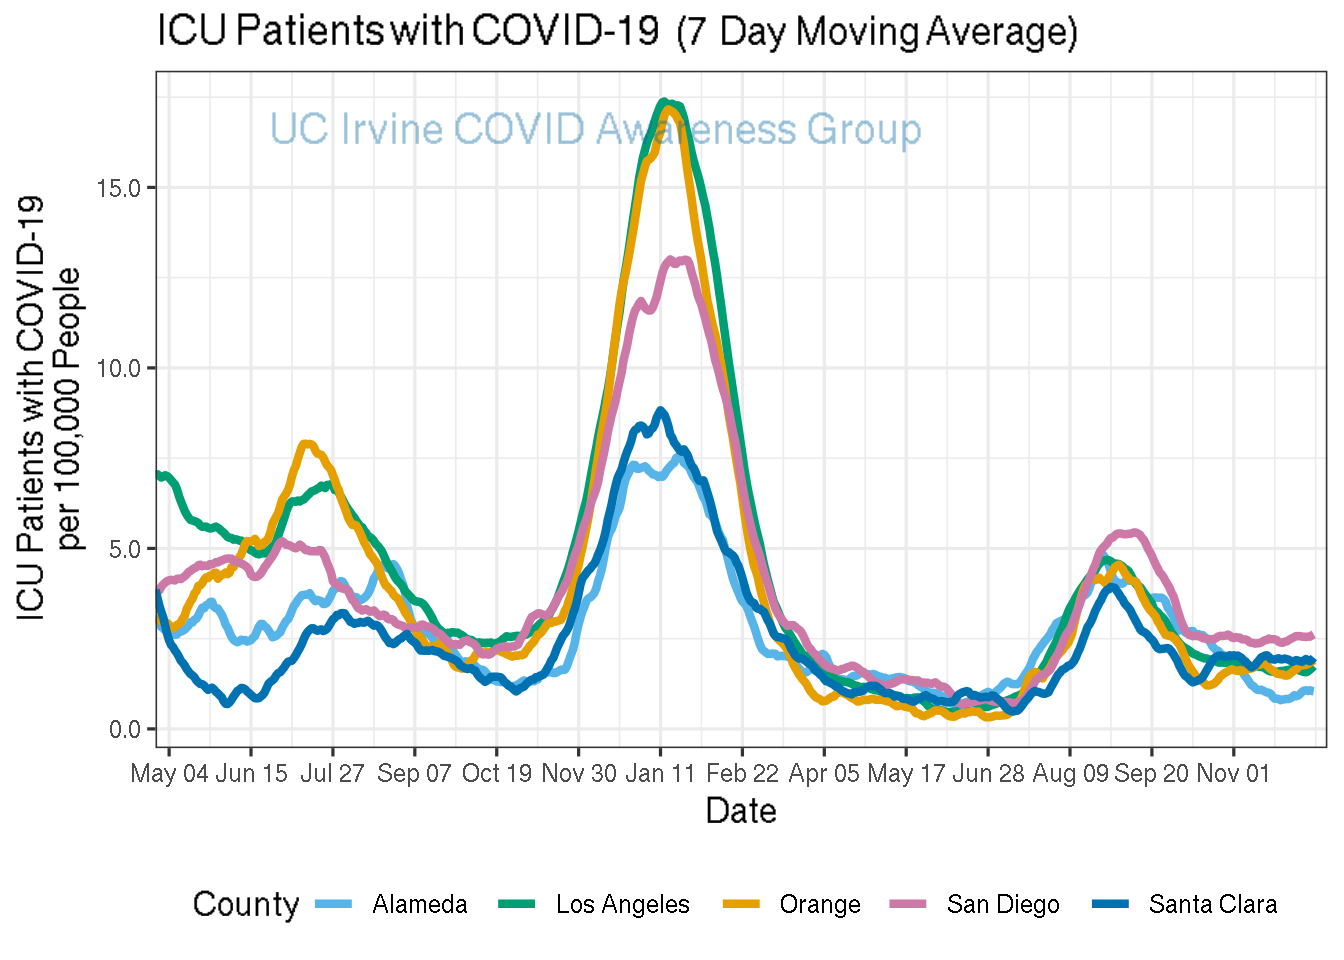 ICU Patients with COVID-19 (7 Day Moving Average)
UC Irvine COVID Awareness Group
ICU Patients with COVID-19
per 100,000 People
15.0
10.0
5.0
0.0
May 04 Jun 15 Jul 27 Sep 07 Oct 19 Nov 30 Jan 11 Feb 22 Apr 05 May 17 Jun 28 Aug 09 Sep 20 Nov 01
Date
County Alameda Los Angeles Orange San Diego Santa Clara